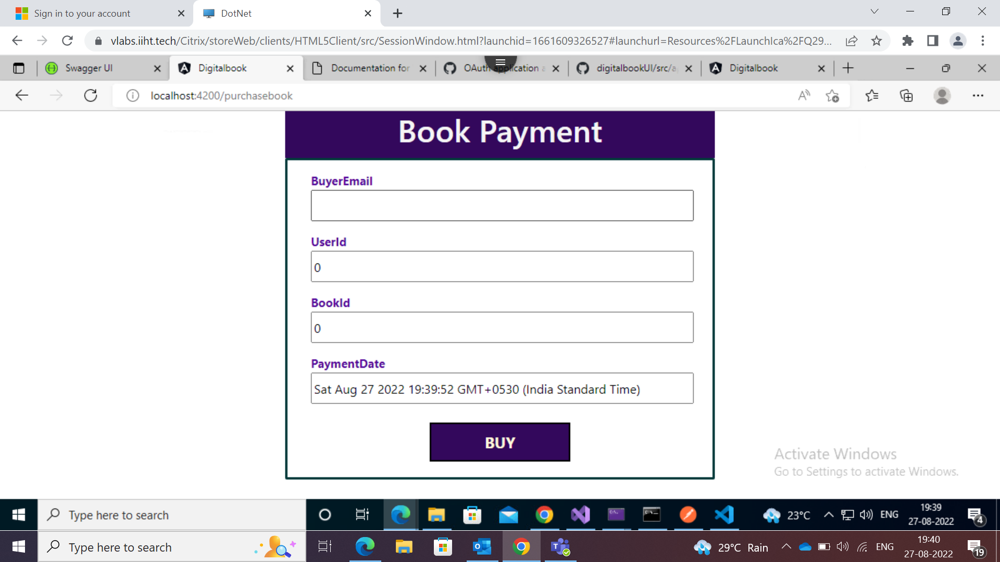 Sign in to your account
DotNet
vlabs.iiht.tech/Citrix/storeWeb/clients/HTML5Client/src/SessionWindow.html?launchid=1661609326527#launchurl=Resources%2FLaunchIca%2FQ29...
Swagger UI
Digitalbook
Documentation for
OAuth application a
digitalbookUI/src/a
Digitalbook
localhost:4200/purchasebook
Book Payment
BuyerEmail
UserId
0
BookId
0
PaymentDate
Sat Aug 27 2022 19:39:52 GMT+0530 (India Standard Time)
BUY
Activate Windows
Go to Settings to activate Windows.
Type here to search
23°C
ENG
19:39
27-08-2022
4
Type here to search
29°C Rain
ENG
19:40
27-08-2022
19